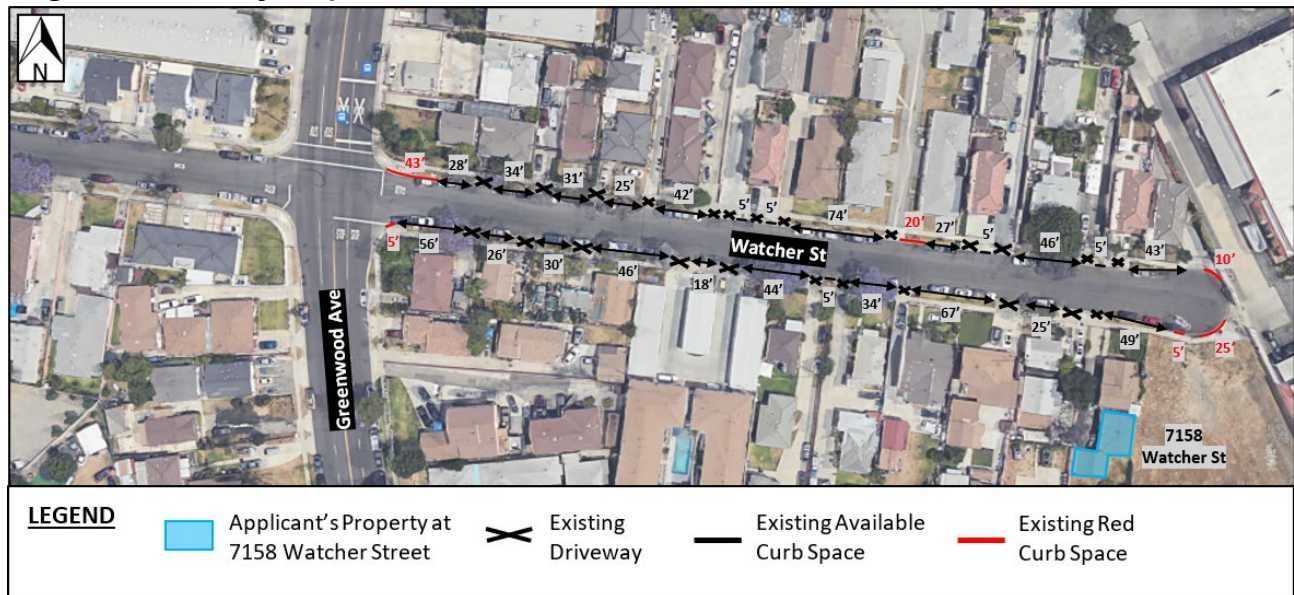 N
43'
28'
34'
31'
25'
42'
5'
5'
74'
20'
27'
5'
46'
5'
43'
10'
Watcher St
5'
56'
26'
30'
46'
18'
44'
5'
34'
67'
25'
49'
5'
25'
Greenwood Ave
7158
Watcher St
LEGEND
Applicant's Property at
7158 Watcher Street
Existing
Driveway
Existing Available
Curb Space
Existing Red
Curb Space